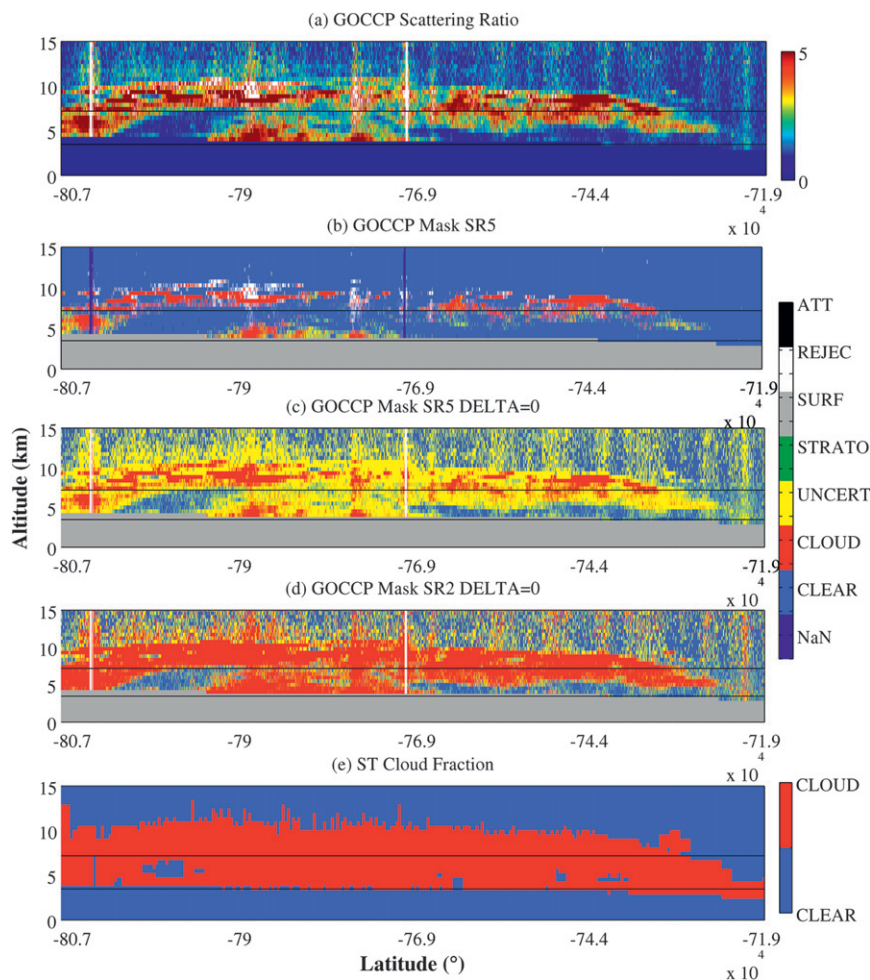 (a) GOCCP Scattering Ratio
15
10
5
0
5
0
-80.7 -79 -76.9 -74.4 -71.9
4
x 10
(b) GOCCP Mask SR5
15
10
5
0
-80.7 -79 -76.9 -74.4 -71.9
4
x 10
(c) GOCCP Mask SR5 DELTA=0
15
10
5
0
-80.7 -79 -76.9 -74.4 -71.9
4
x 10
(d) GOCCP Mask SR2 DELTA=0
15
10
5
0
-80.7 -79 -76.9 -74.4 -71.9
4
x 10
(e) ST Cloud Fraction
15
10
5
0
-80.7 -79 -76.9 -74.4 -71.9
4
x 10
Altitude (km)
Latitude (°)
ATT
REJEC
SURF
STRATO
UNCERT
CLOUD
CLEAR
NaN
CLOUD
CLEAR